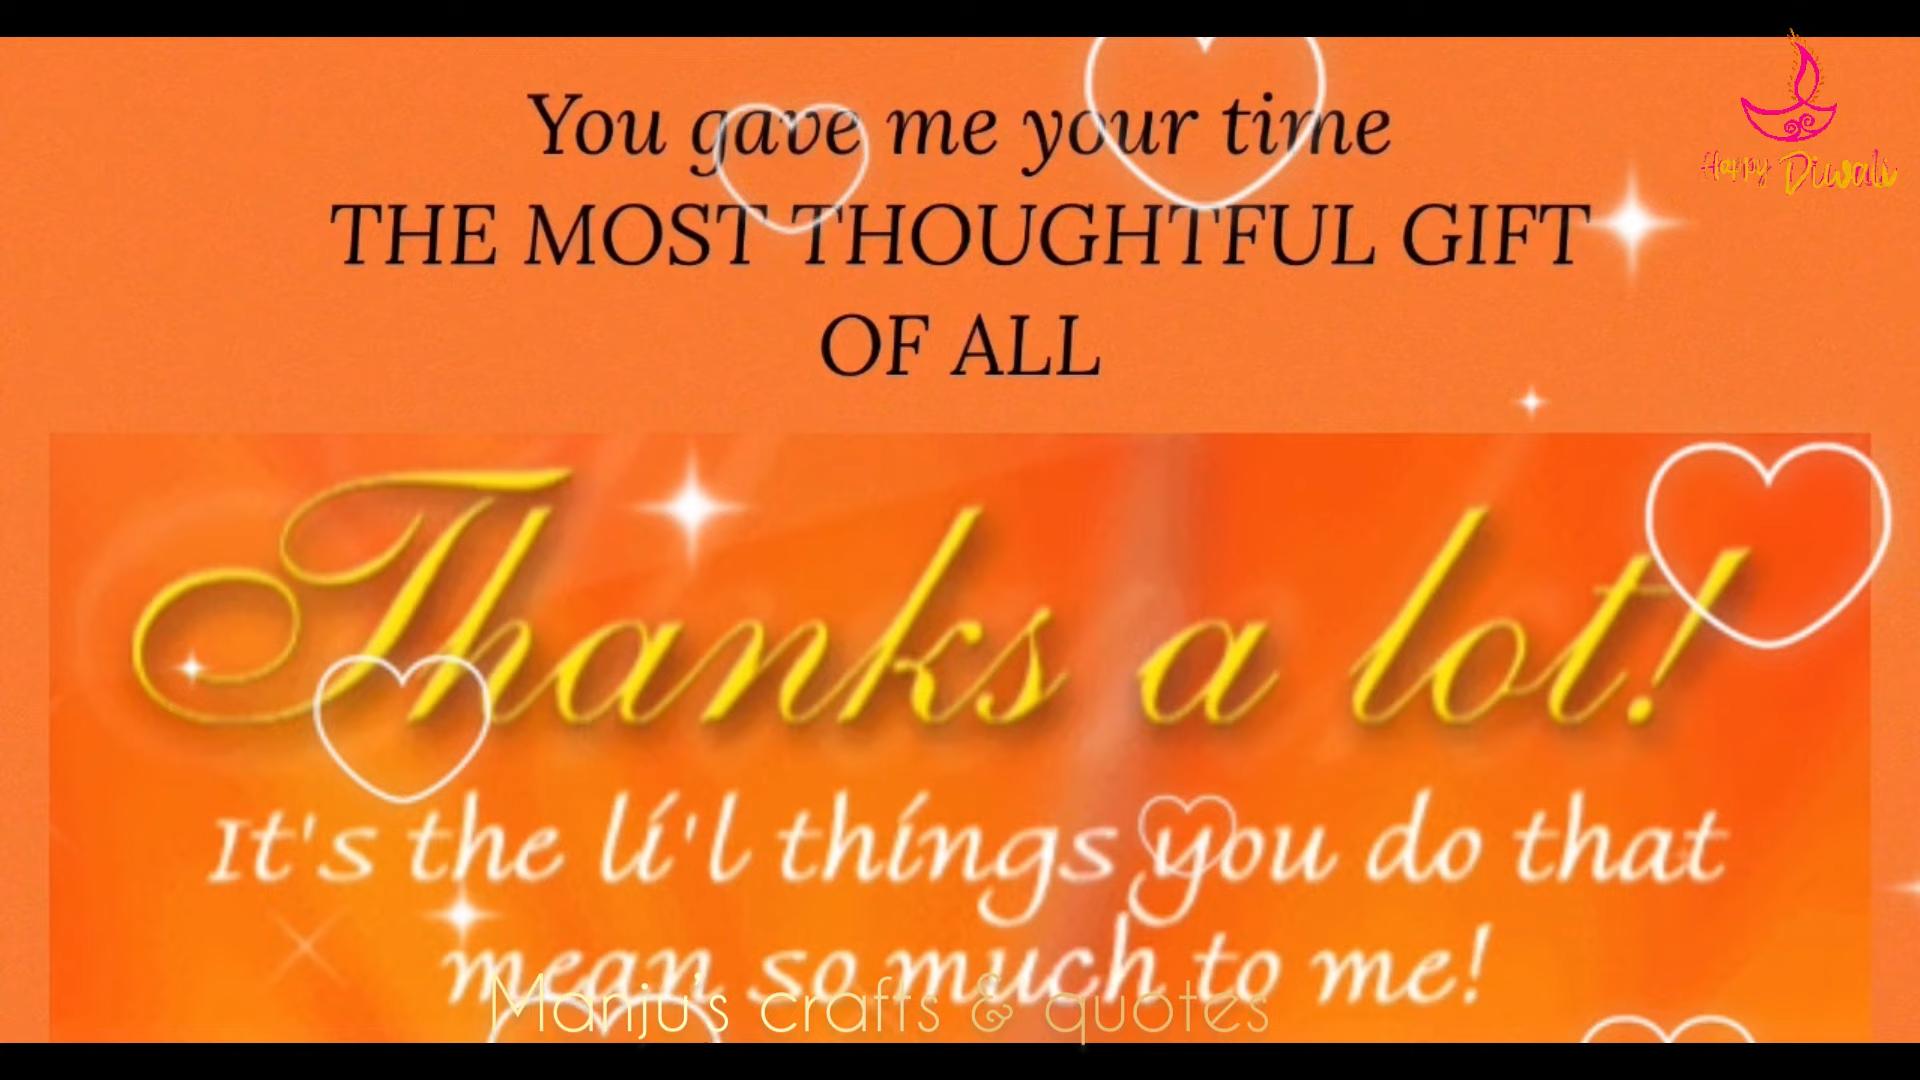 You gave me your time
THE MOST THOUGHTFUL GIFT
OF ALL
Happy Diwali
Thanks a lot!
It's the li'l things you do that
mean so much to me!
Manju's crafts & quotes